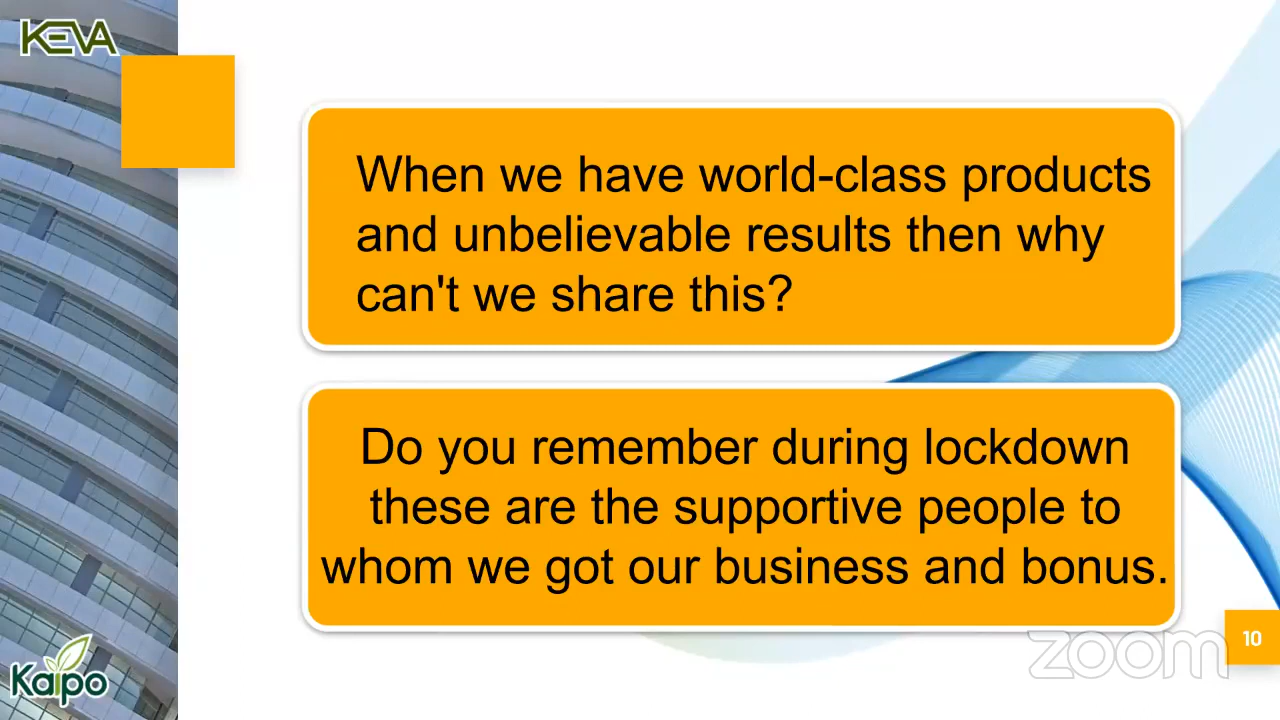 KEVA
When we have world-class products
and unbelievable results then why
can't we share this?
Do you remember during lockdown
these are the supportive people to
whom we got our business and bonus.
10
zoom
Kaipo